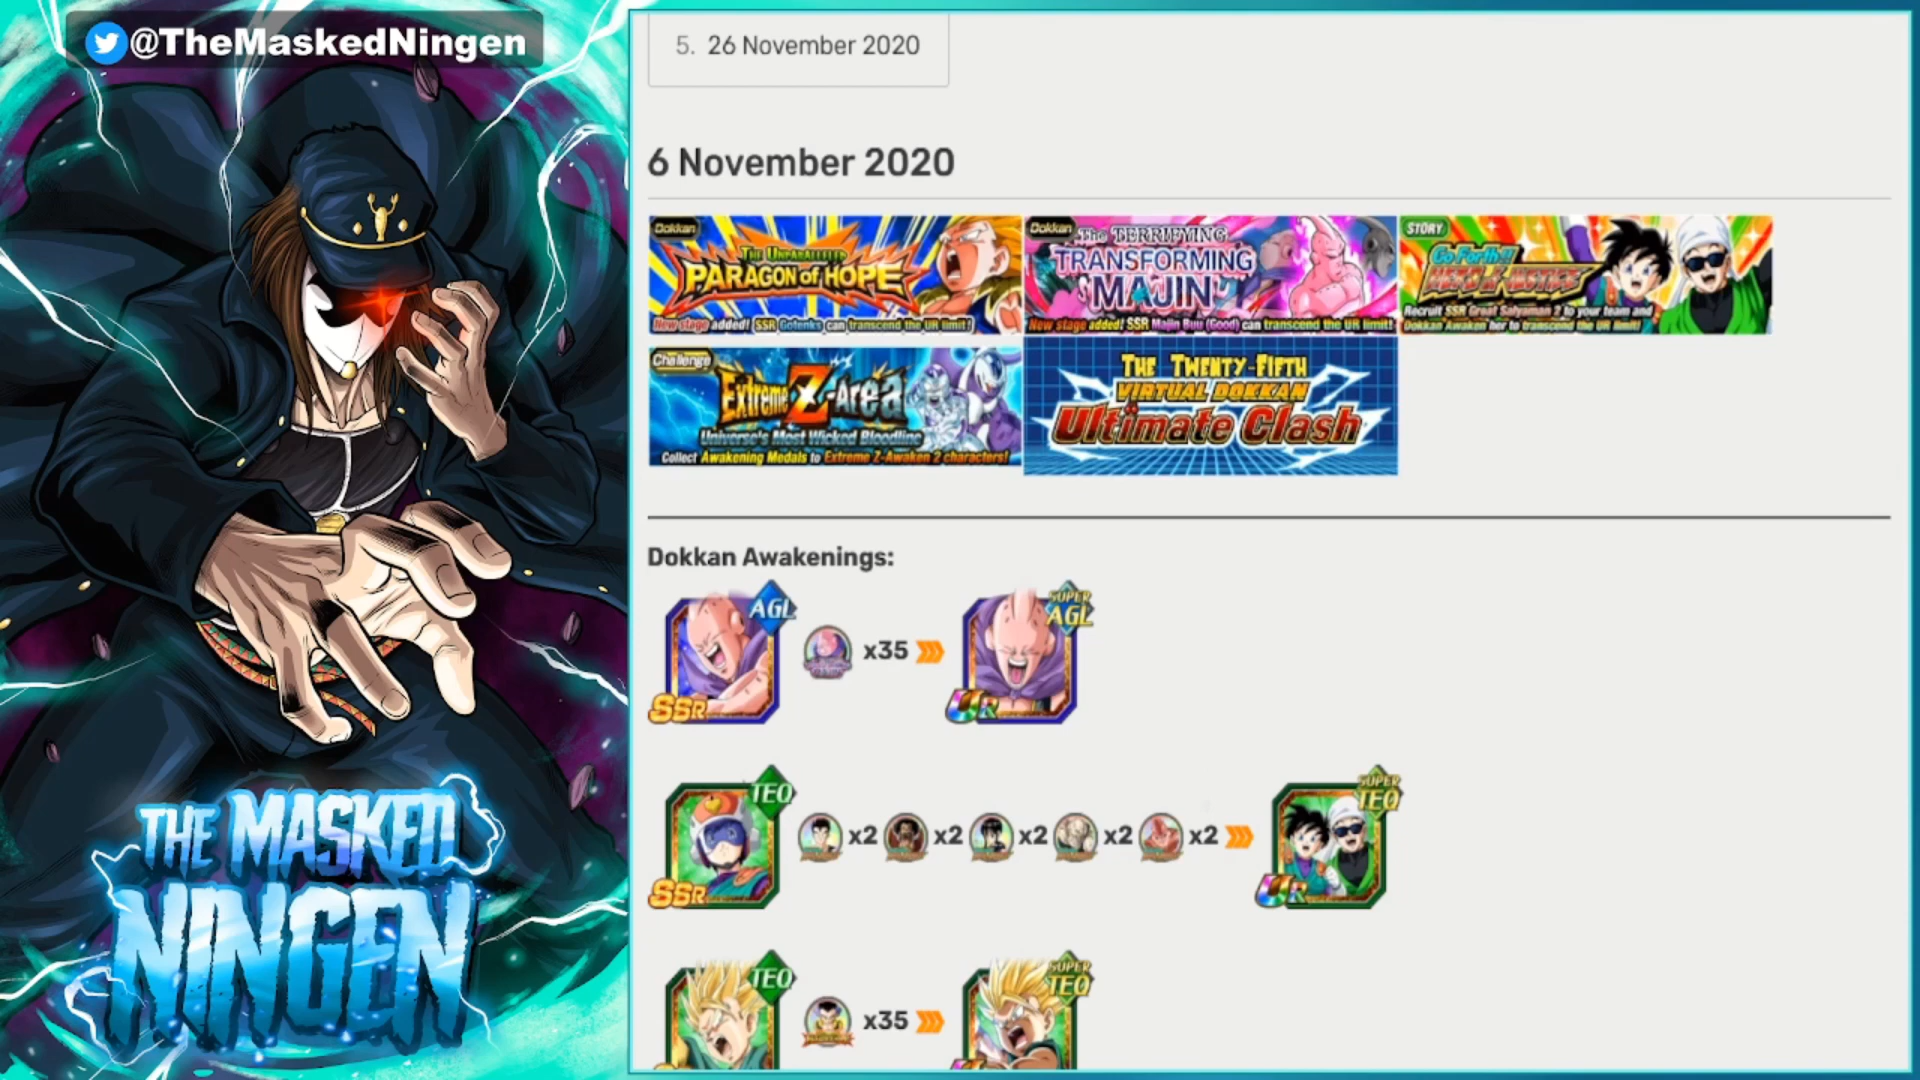 @TheMaskedNingen
THE MASKED
NINGEN
5. 26 November 2020
6 November 2020
Dokkan
THE UNPARALLELED
PARAGON of HOPE
New stage added! SSR Gotenks can transcend the UR limit!
Dokkan
The TERRIFYING
TRANSFORMING
MAJIN
New stage added! SSR Majin Buu (Good) can transcend the UR limit!
STORY
Go Forth!!
HERO of JUSTICE
Recruit SSR Great Saiyaman 2 to your team and
Dokkan Awaken her to transcend the UR limit!
Challenge
Extreme Z-Area
Universe's Most Wicked Bloodline
Collect Awakening Medals to Extreme Z-Awaken 2 characters!
THE TWENTY-FIFTH
VIRTUAL DOKKAN
Ultimate Clash
Dokkan Awakenings:
AGL
SSR
x35
SUPER
AGL
UR
TEQ
SSR
x2 x2 x2 x2 x2
SUPER
TEQ
UR
TEQ
x35
SUPER
TEQ